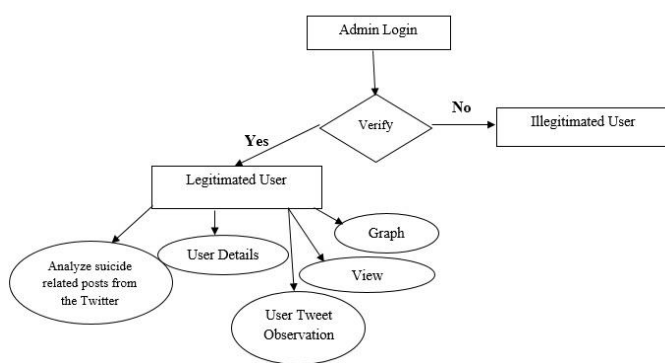 Admin Login
Verify
No
Illegitimated User
Yes
Legitimated User
Graph
User Details
Analyze suicide
related posts from
the Twitter
View
User Tweet
Observation